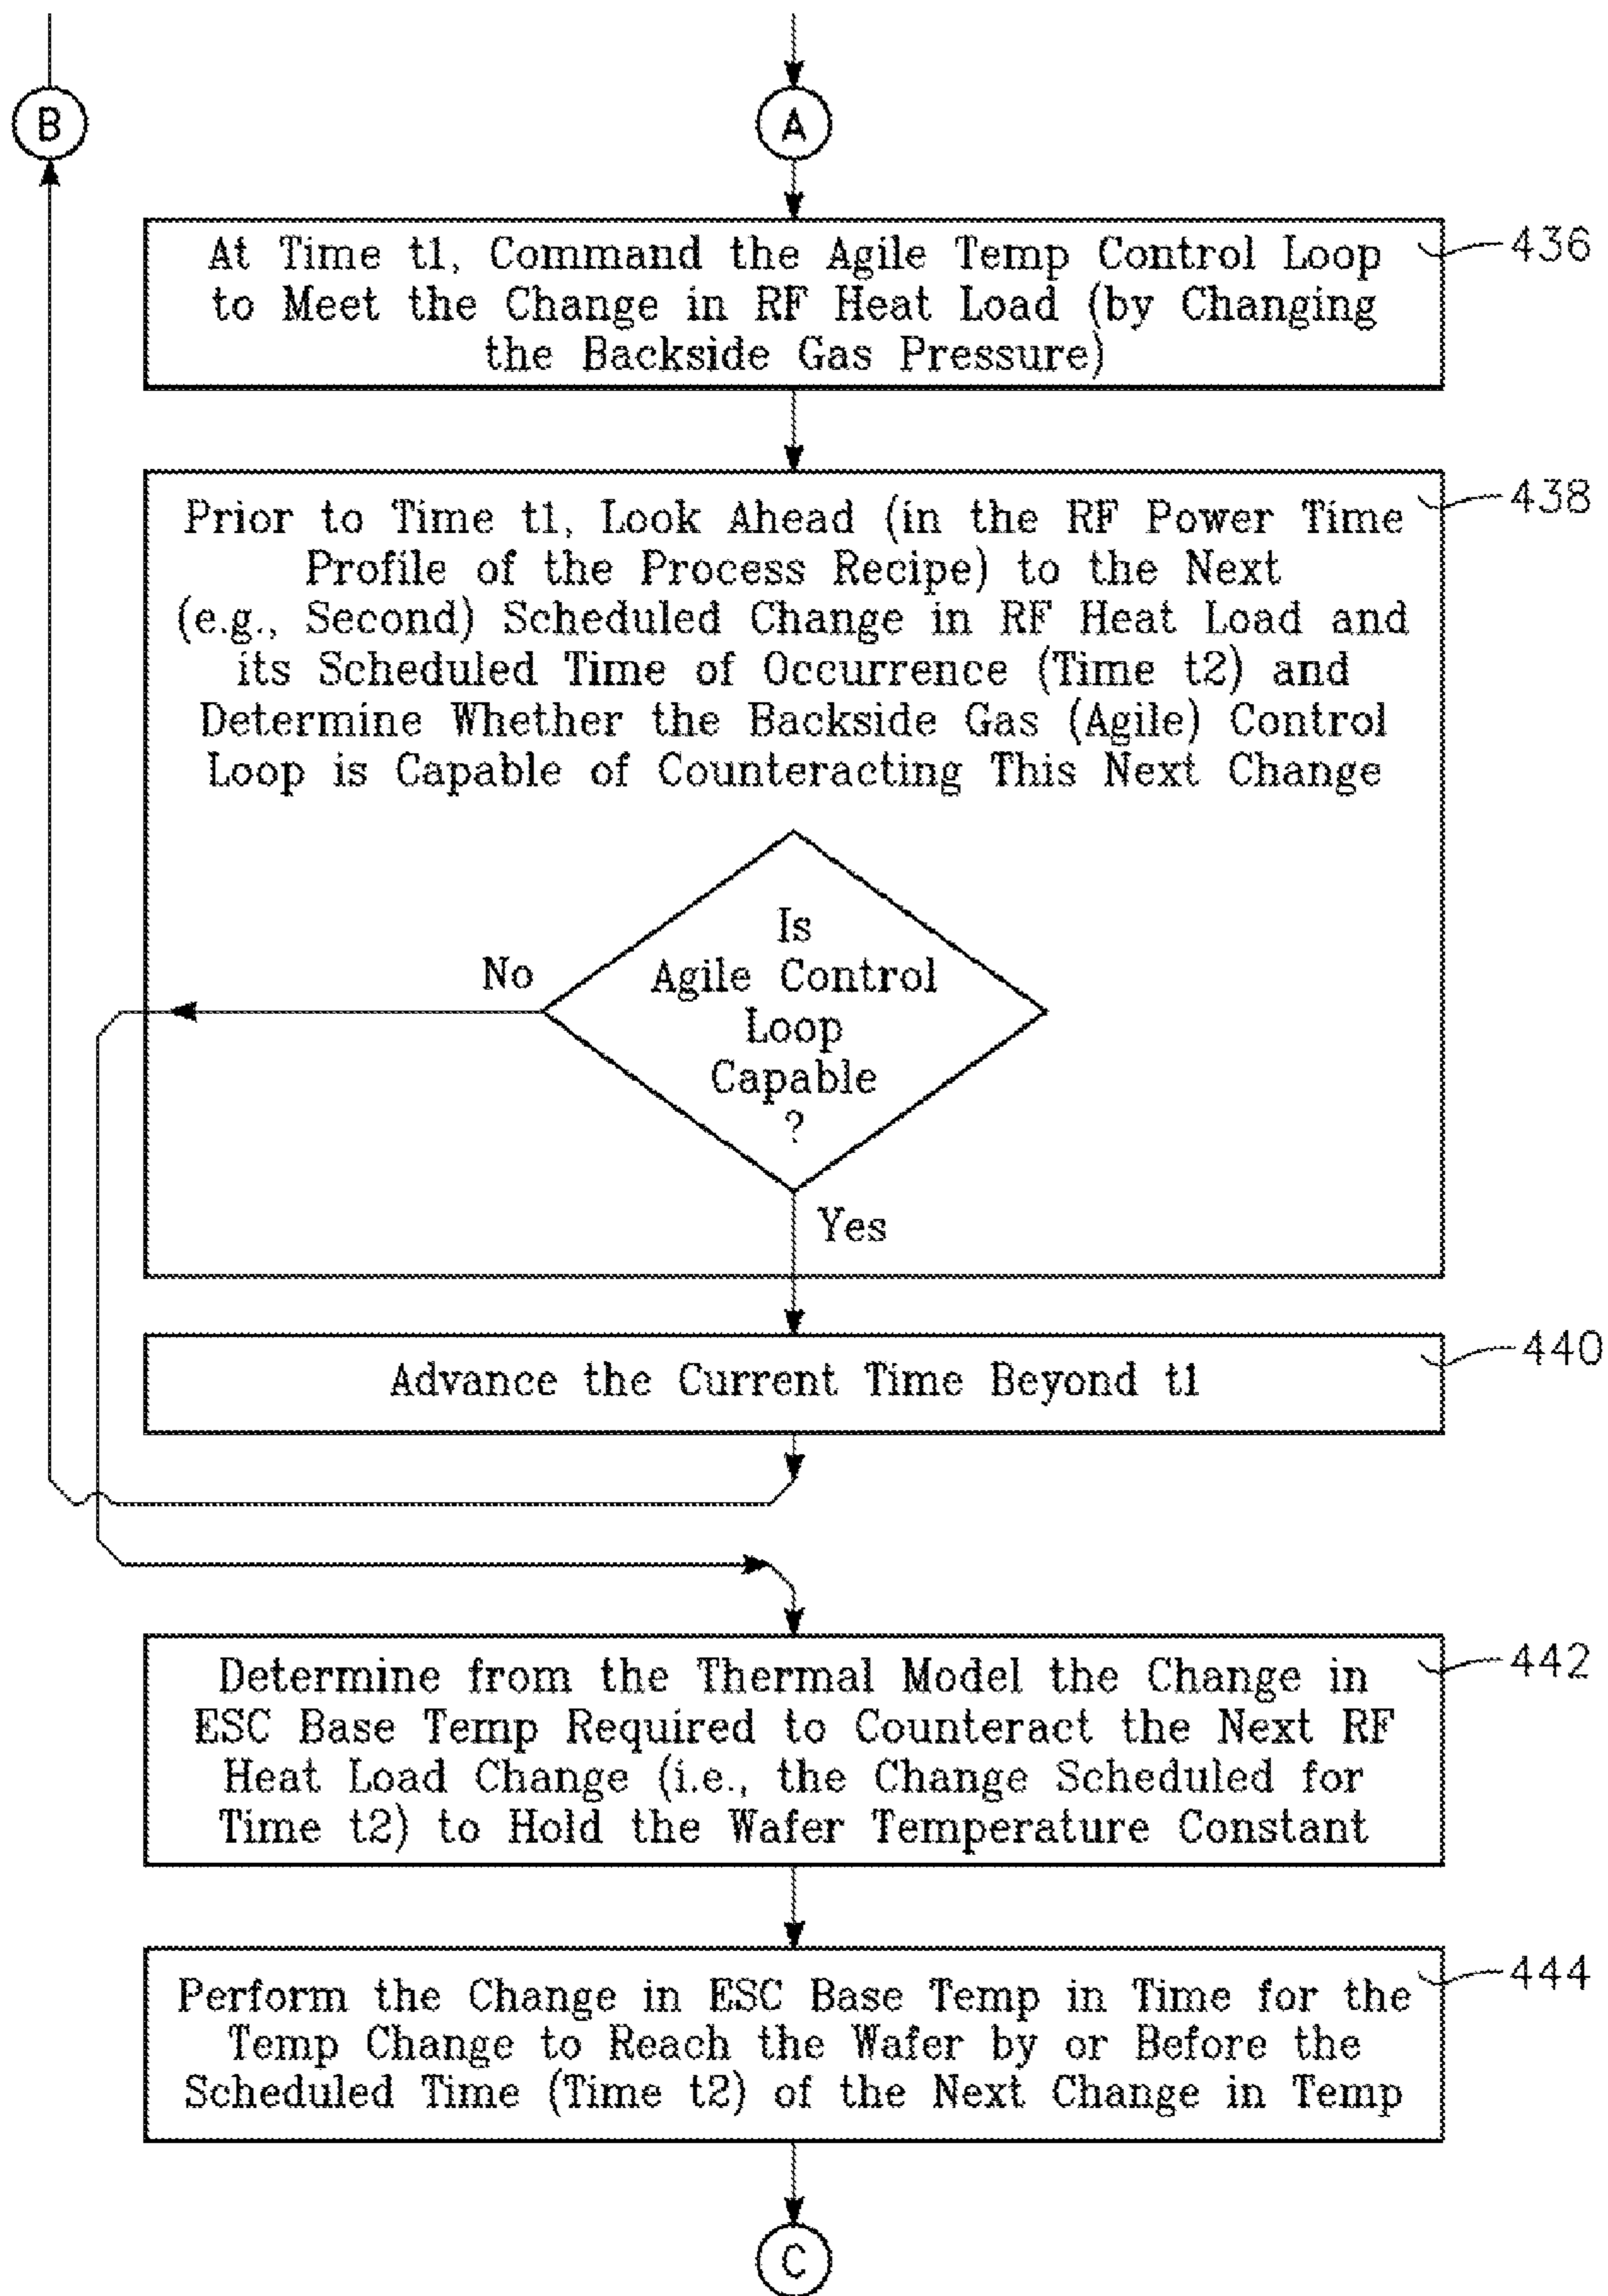 B
A
At Time t1, Command the Agile Temp Control Loop
to Meet the Change in RF Heat Load (by Changing
the Backside Gas Pressure)
436
Prior to Time t1, Look Ahead (in the RF Power Time
Profile of the Process Recipe) to the Next
(e.g., Second) Scheduled Change in RF Heat Load and
its Scheduled Time of Occurrence (Time t2) and
Determine Whether the Backside Gas (Agile) Control
Loop is Capable of Counteracting This Next Change
438
Is
Agile Control
Loop
Capable
?
No
Yes
Advance the Current Time Beyond t1
440
Determine from the Thermal Model the Change in
ESC Base Temp Required to Counteract the Next RF
Heat Load Change (i.e., the Change Scheduled for
Time t2) to Hold the Wafer Temperature Constant
442
Perform the Change in ESC Base Temp in Time for the
Temp Change to Reach the Wafer by or Before the
Scheduled Time (Time t2) of the Next Change in Temp
444
C